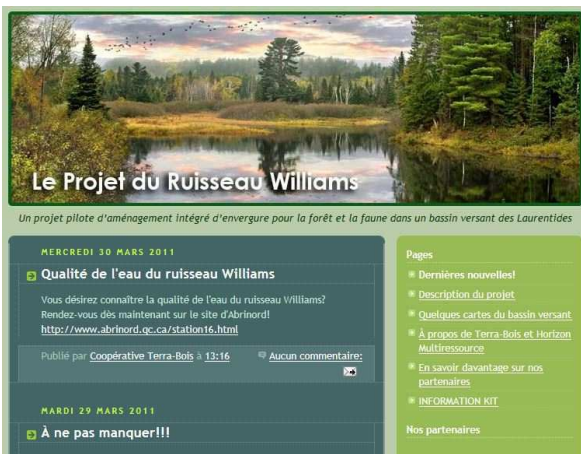 Le Projet du Ruisseau Williams
Un projet pilote d'aménagement intégré d'envergure pour la forêt et la faune dans un bassin versant des Laurentides
MERCREDI 30 MARS 2011
Qualité de l'eau du ruisseau Williams
Vous désirez connaître la qualité de l'eau du ruisseau Williams?
Rendez-vous dès maintenant sur le site d'Abrinord!
http://www.abrinord.qc.ca/station16.html
Publié par Coopérative Terra-Bois à 13:16 Aucun commentaire:
MARDI 29 MARS 2011
À ne pas manquer!!!
Pages
Dernières nouvelles!
Description du projet
Quelques cartes du bassin versant
À propos de Terra-Bois et Horizon
Multiressource
En savoir davantage sur nos
partenaires
INFORMATION KIT
Nos partenaires